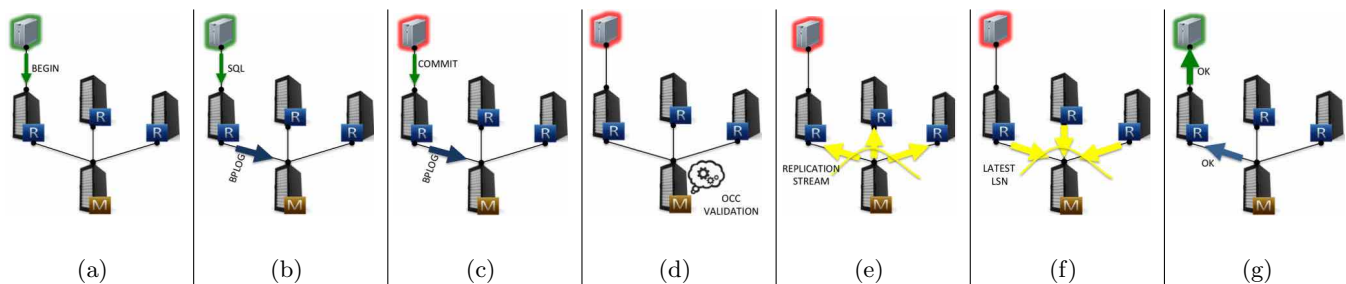 BEGIN
R
R
R
M
(a)
SQL
R
R
R
BPLOG
M
(b)
COMMIT
R
R
R
BPLOG
M
(c)
R
R
R
M
OCC
VALIDATION
(d)
R
R
R
REPLICATION
STREAM
M
(e)
R
R
R
LATEST
LSN
M
(f)
OK
R
R
R
OK
M
(g)